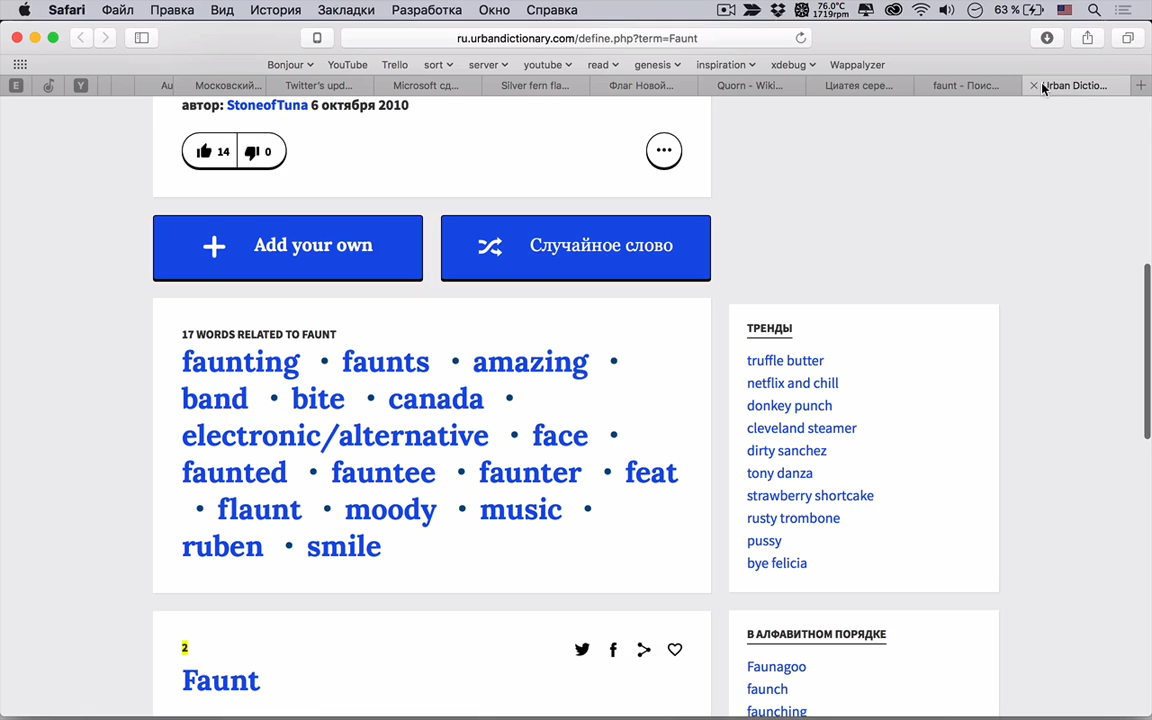 Safari Файл Правка Вид История Закладки Разработка Окно Справка 76.0°C 1719rpm 63 %
ru.urbandictionary.com/define.php?term=Faunt
Bonjour YouTube Trello sort server youtube read genesis inspiration xdebug Wappalyzer
E Y Au Московский... Twitter's upd... Microsoft сд... Silver fern fla... Флаг Новой... Quorn - Wiki... Циатея сере... faunt - Поис... Urban Dictio...
автор: StoneofTuna 6 октября 2010
14 0
Add your own Случайное слово
17 WORDS RELATED TO FAUNT
faunting • faunts • amazing •
band • bite • canada •
electronic/alternative • face •
faunted • fauntee • faunter • feat
• flaunt • moody • music •
ruben • smile
ТРЕНДЫ
truffle butter
netflix and chill
donkey punch
cleveland steamer
dirty sanchez
tony danza
strawberry shortcake
rusty trombone
pussy
bye felicia
2
Faunt
В АЛФАВИТНОМ ПОРЯДКЕ
Faunagoo
faunch
faunching